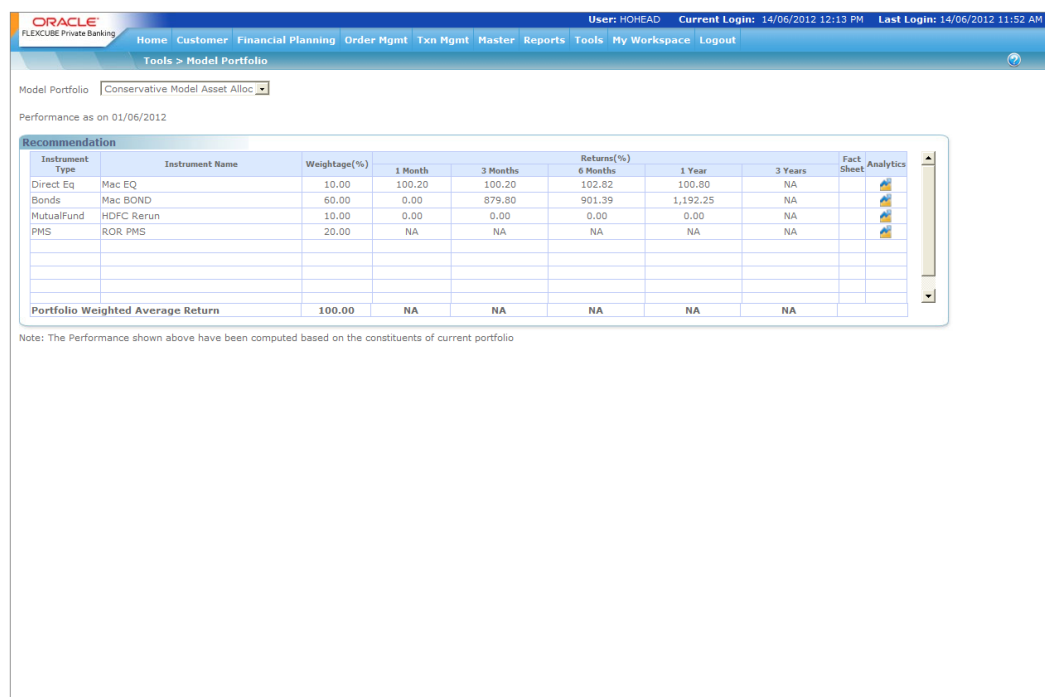 ORACLE
FLEXCUBE Private Banking
User: HOHEAD Current Login: 14/06/2012 12:13 PM Last Login: 14/06/2012 11:52 AM
Home Customer Financial Planning Order Mgmt Txn Mgmt Master Reports Tools My Workspace Logout
Tools > Model Portfolio
Model Portfolio Conservative Model Asset Alloc
Performance as on 01/06/2012
Recommendation
Instrument Type Instrument Name Weightage(%) Returns(%) Fact Sheet Analytics
1 Month 3 Months 6 Months 1 Year 3 Years
Direct Eq Mac EQ 10.00 100.20 100.20 102.82 100.80 NA
Bonds Mac BOND 60.00 0.00 879.80 901.39 1,192.25 NA
MutualFund HDFC Rerun 10.00 0.00 0.00 0.00 0.00 NA
PMS ROR PMS 20.00 NA NA NA NA NA
Portfolio Weighted Average Return 100.00 NA NA NA NA NA
Note: The Performance shown above have been computed based on the constituents of current portfolio